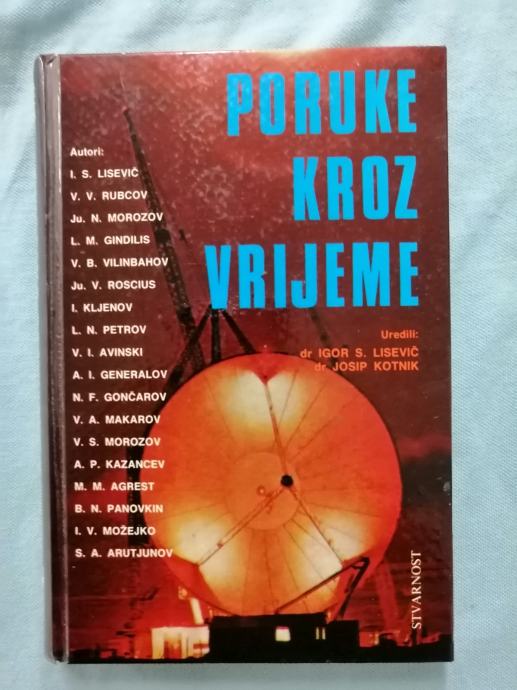 PORUKE
KROZ
VRIJEME
Autori:
I. S. LISEVIČ
V. V. RUBCOV
Ju. N. MOROZOV
L. M. GINDILIS
V. B. VILINBAHOV
Ju. V. ROSCIUS
I. KLJENOV
L. N. PETROV
V. I. AVINSKI
A. I. GENERALOV
N. F. GONČAROV
V. A. MAKAROV
V. S. MOROZOV
A. P. KAZANCEV
M. M. AGREST
B. N. PANOVKIN
I. V. MOŽEJKO
S. A. ARUTJUNOV
Uredili:
dr IGOR S. LISEVIČ
dr JOSIP KOTNIK
STVARNOST